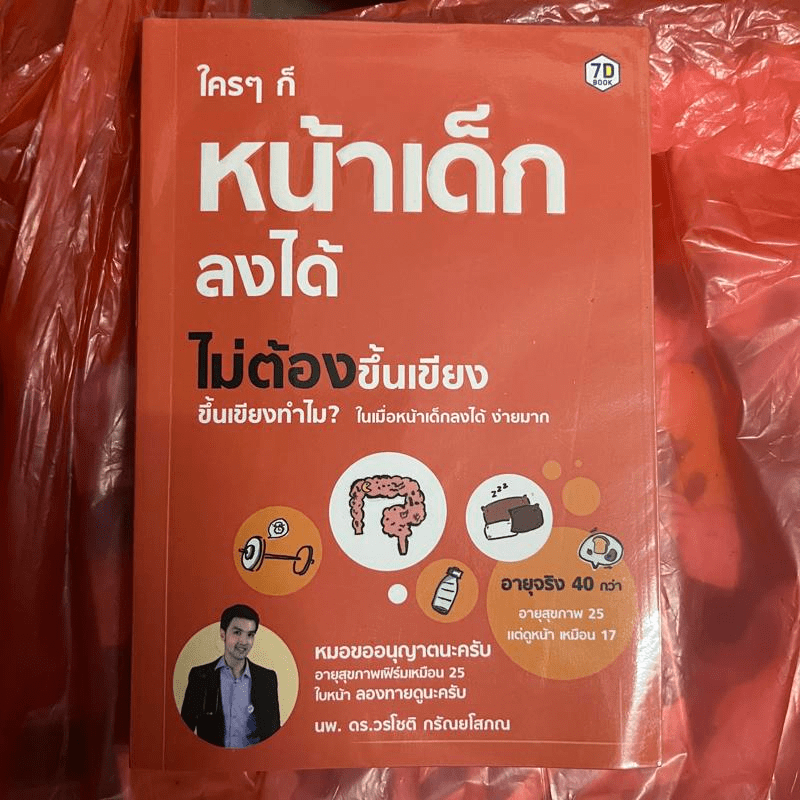 ใครๆ ก็
7D
BOOK
หน้าเด็ก
ลงได้
ไม่ต้องขึ้นเขียง
ขึ้นเขียงทำไม? ในเมื่อหน้าเด็กลงได้ ง่ายมาก
zzz
อายุจริง 40 กว่า
อายุสุขภาพ 25
แต่ดูหน้า เหมือน 17
หมอขออนุญาตนะครับ
อายุสุขภาพเฟิร์มเหมือน 25
ใบหน้า ลองทายดูนะครับ
นพ. ดร.วรโชติ กรัณยโสภณ